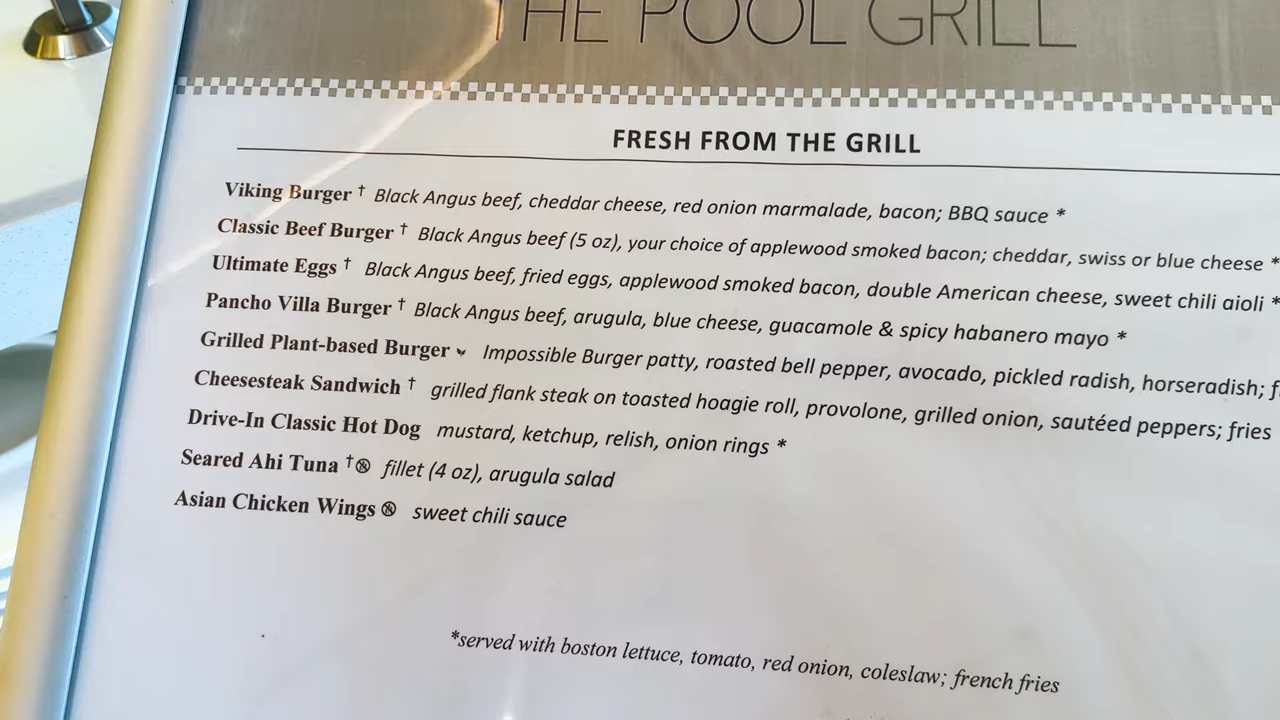 THE POOL GRILL
FRESH FROM THE GRILL
Viking Burger † Black Angus beef, cheddar cheese, red onion marmalade, bacon; BBQ sauce *
Classic Beef Burger † Black Angus beef (5 oz), your choice of applewood smoked bacon; cheddar, swiss or blue cheese *
Ultimate Eggs † Black Angus beef, fried eggs, applewood smoked bacon, double American cheese, sweet chili aioli *
Pancho Villa Burger † Black Angus beef, arugula, blue cheese, guacamole & spicy habanero mayo *
Grilled Plant-based Burger Impossible Burger patty, roasted bell pepper, avocado, pickled radish, horseradish;
Cheesesteak Sandwich † grilled flank steak on toasted hoagie roll, provolone, grilled onion, sautéed peppers; fries
Drive-In Classic Hot Dog mustard, ketchup, relish, onion rings *
Seared Ahi Tuna † fillet (4 oz), arugula salad
Asian Chicken Wings sweet chili sauce
*served with boston lettuce, tomato, red onion, coleslaw; french fries